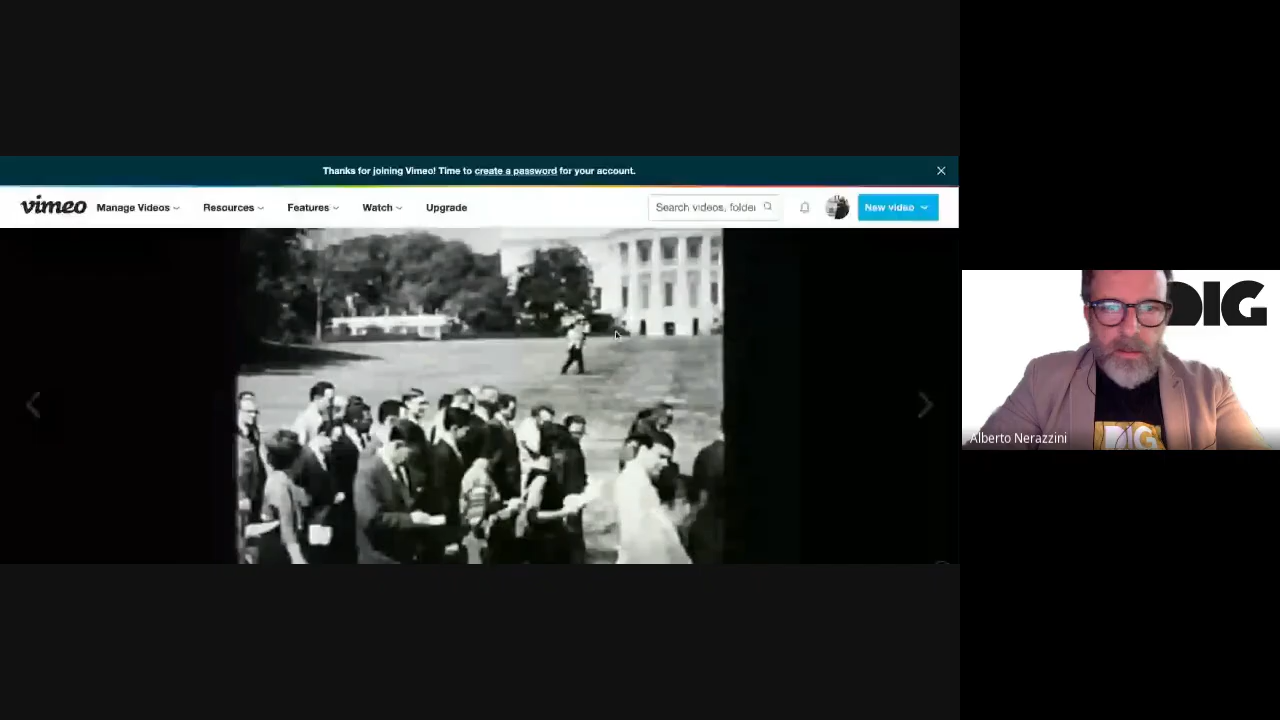 Thanks for joining Vimeo! Time to create a password for your account.
vimeo Manage Videos Resources Features Watch Upgrade Search videos, folder New video
DIG
DIG
Alberto Nerazzini